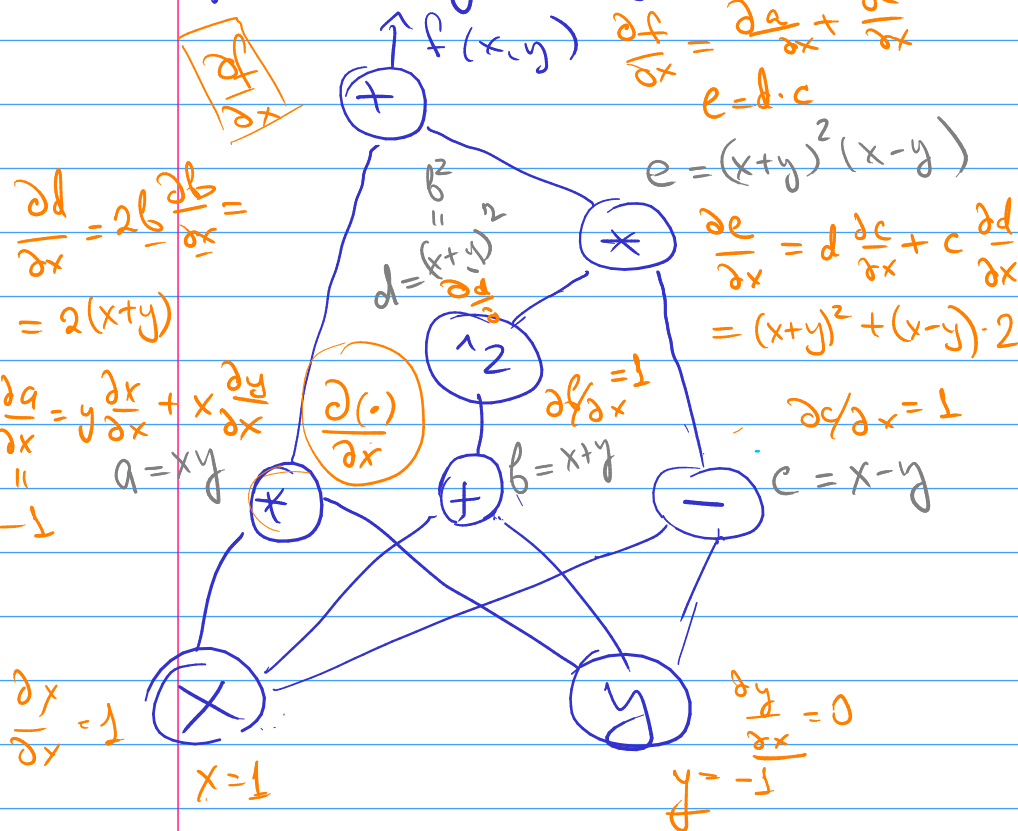 f(x,y)
∂f/∂x = ∂a/∂x + ∂e/∂x
∂f/∂x
+
e = d·c
e = (x+y)²(x−y)
b²
=
d = (x+y)²
∂d
∂d/∂x = 2b ∂b/∂x =
= 2(x+y)
*
∂e/∂x = d ∂c/∂x + c ∂d/∂x
= (x+y)² + (x−y)·2
^2
∂a/∂x = y ∂x/∂x + x ∂y/∂x
=
−1
∂(·)/∂x
∂b/∂x = 1
∂c/∂x = 1
a = xy
*
b = x+y
+
−
c = x−y
∂x/∂x = 1
x
y
∂y/∂x = 0
x = 1
y = −1